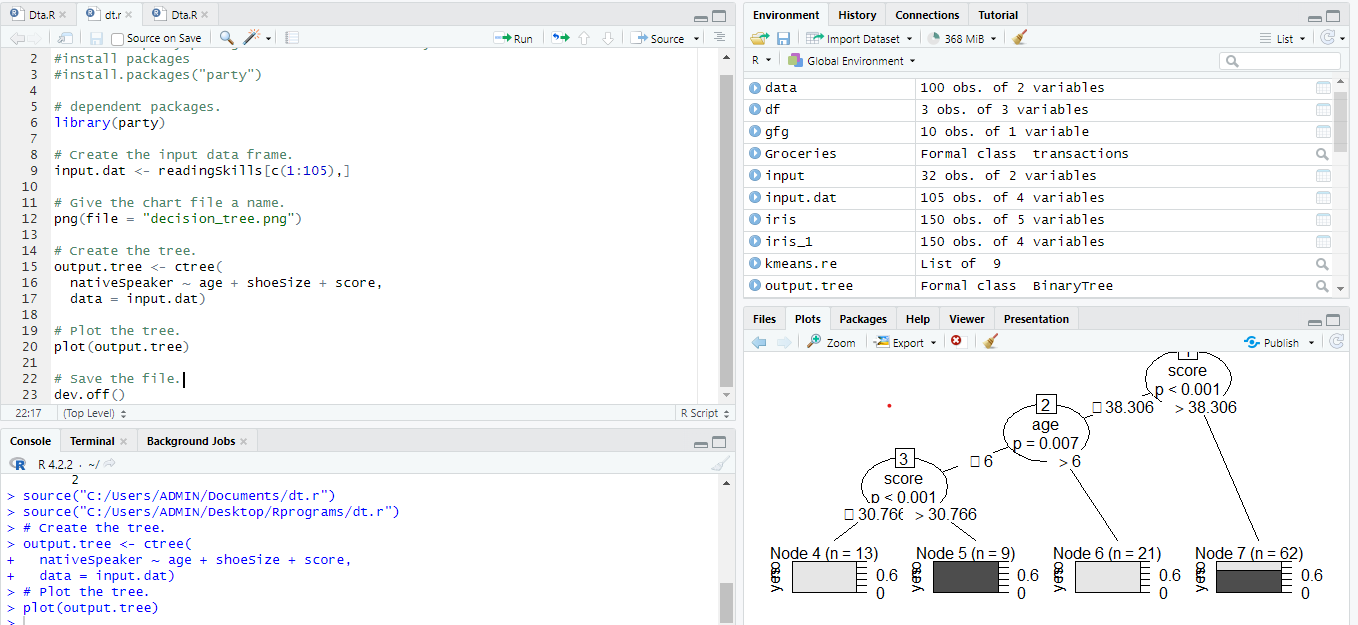 Dta.R
dt.r
Dta.R
Source on Save
Run
Source
2 #install packages
3 #install.packages("party")
4
5 # dependent packages.
6 library(party)
7
8 # Create the input data frame.
9 input.dat <- readingSkills[c(1:105),]
10
11 # Give the chart file a name.
12 png(file = "decision_tree.png")
13
14 # Create the tree.
15 output.tree <- ctree(
16 nativeSpeaker ~ age + shoeSize + score,
17 data = input.dat)
18
19 # Plot the tree.
20 plot(output.tree)
21
22 # Save the file.
23 dev.off()
22:17 (Top Level) R Script
Console Terminal Background Jobs
R 4.2.2 · ~/
2
> source("C:/Users/ADMIN/Documents/dt.r")
> source("C:/Users/ADMIN/Desktop/Rprograms/dt.r")
> # Create the tree.
> output.tree <- ctree(
+ nativeSpeaker ~ age + shoeSize + score,
+ data = input.dat)
> # Plot the tree.
> plot(output.tree)
>
Environment History Connections Tutorial
Import Dataset 368 MiB List
R Global Environment
data 100 obs. of 2 variables
df 3 obs. of 3 variables
gfg 10 obs. of 1 variable
Groceries Formal class transactions
input 32 obs. of 2 variables
input.dat 105 obs. of 4 variables
iris 150 obs. of 5 variables
iris_1 150 obs. of 4 variables
kmeans.re List of 9
output.tree Formal class BinaryTree
Files Plots Packages Help Viewer Presentation
Zoom Export Publish
1
score
p < 0.001
38.306 > 38.306
2
age
p = 0.007
6 > 6
3
score
p < 0.001
30.766 > 30.766
Node 4 (n = 13) Node 5 (n = 9) Node 6 (n = 21) Node 7 (n = 62)
0.6 0.6 0.6 0.6
0 0 0 0